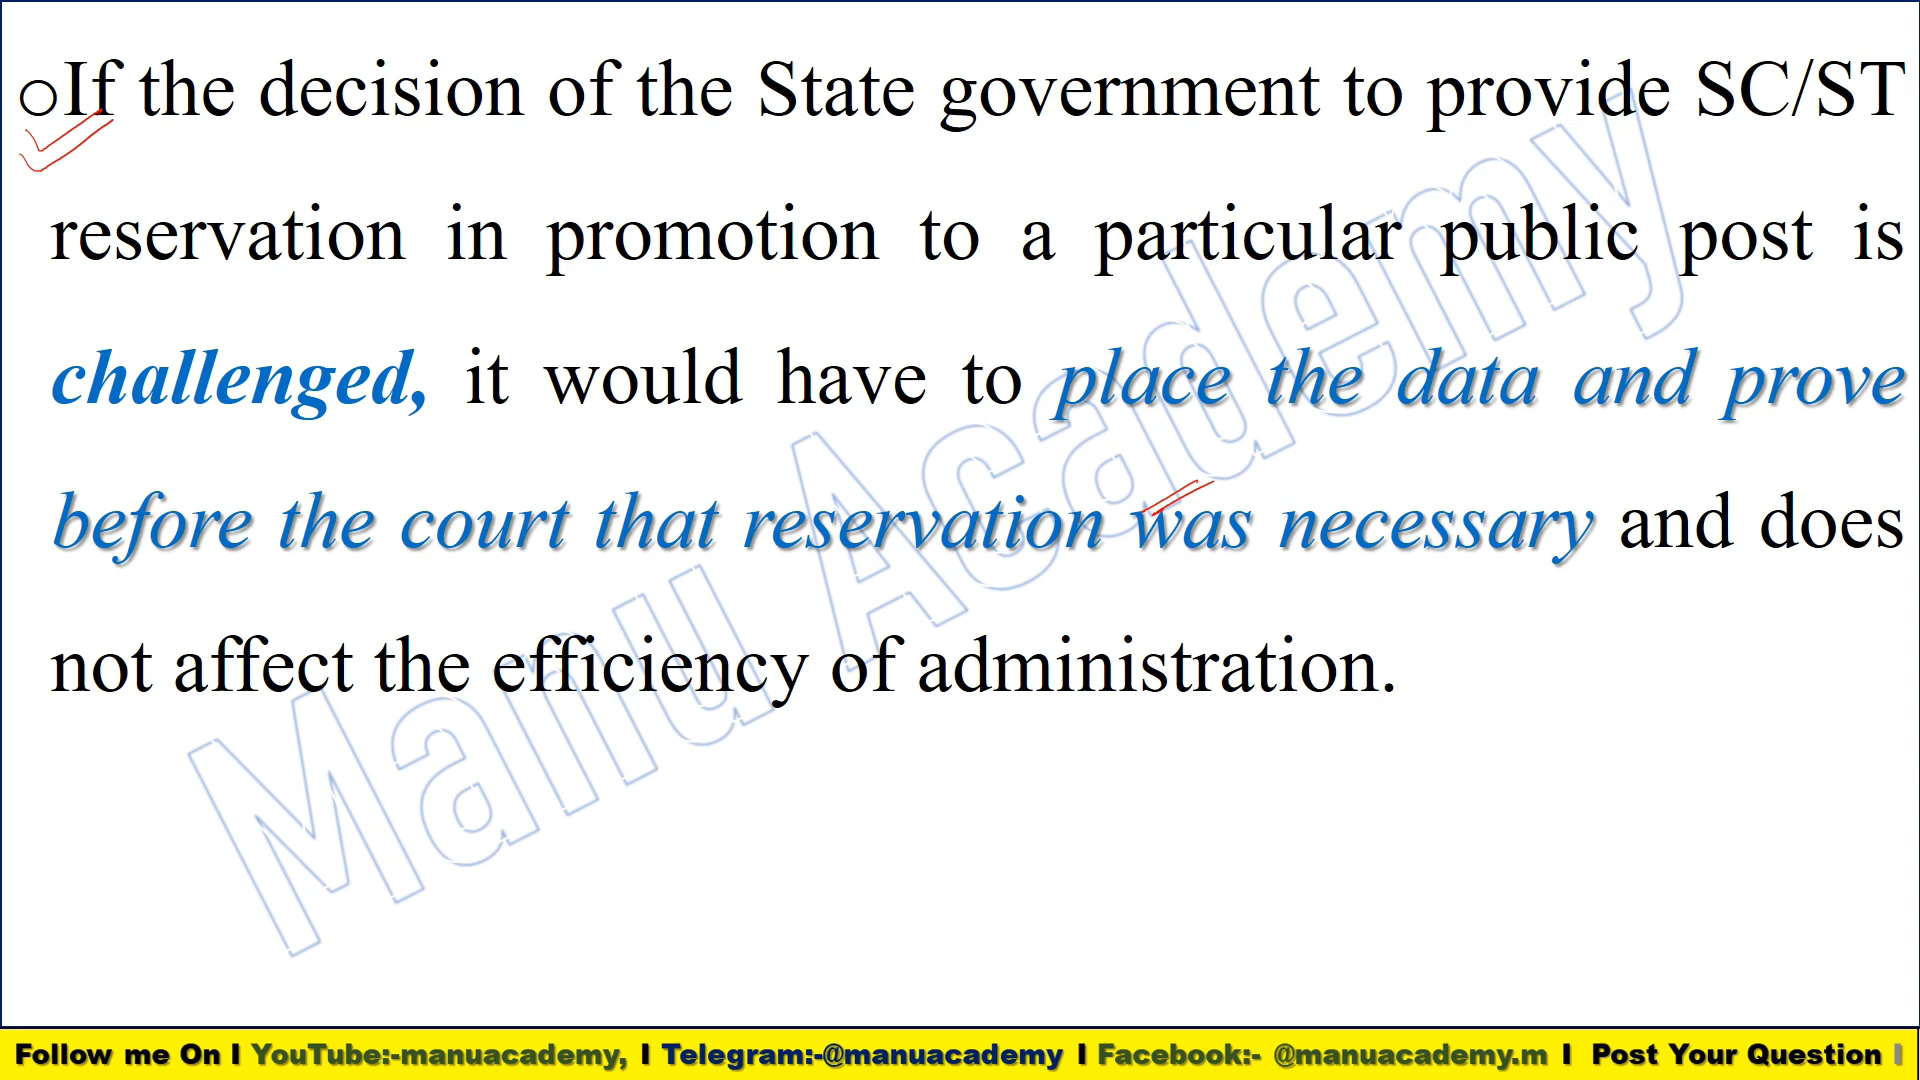 oIf the decision of the State government to provide SC/ST
reservation in promotion to a particular public post is
challenged, it would have to place the data and prove
before the court that reservation was necessary and does
not affect the efficiency of administration.
Manu Academy
Follow me On I YouTube:-manuacademy, I Telegram:-@manuacademy I Facebook:- @manuacademy.m I Post Your Question I